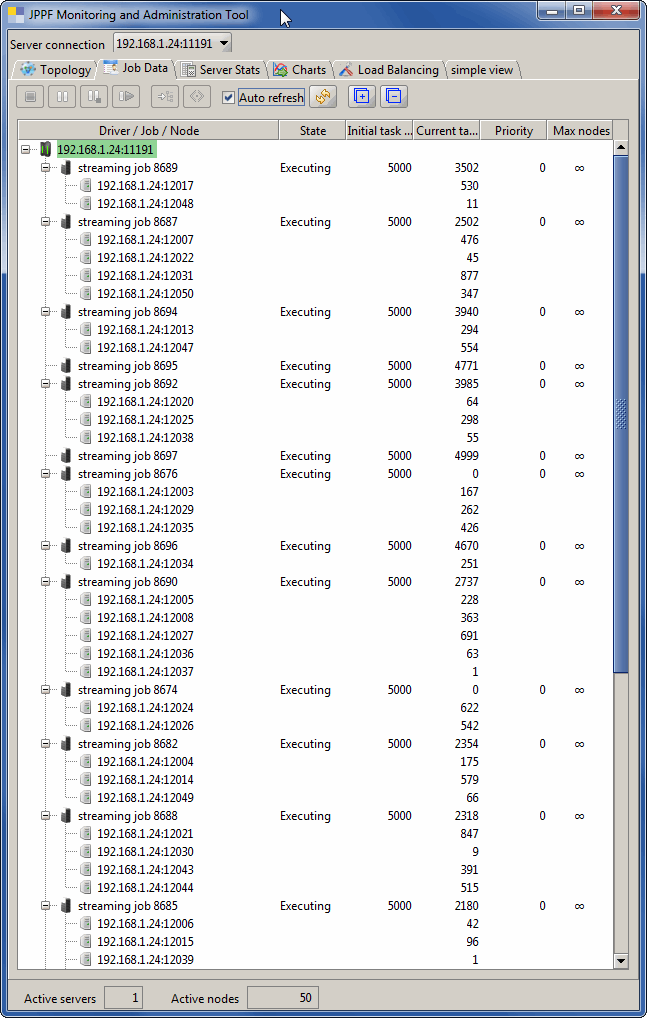 JPPF Monitoring and Administration Tool
Server connection 192.168.1.24:11191
Topology Job Data Server Stats Charts Load Balancing simple view
Auto refresh
Driver / Job / Node State Initial task ... Current ta... Priority Max nodes
192.168.1.24:11191
streaming job 8689 Executing 5000 3502 0 ∞
192.168.1.24:12017 530
192.168.1.24:12048 11
streaming job 8687 Executing 5000 2502 0 ∞
192.168.1.24:12007 476
192.168.1.24:12022 45
192.168.1.24:12031 877
192.168.1.24:12050 347
streaming job 8694 Executing 5000 3940 0 ∞
192.168.1.24:12013 294
192.168.1.24:12047 554
streaming job 8695 Executing 5000 4771 0 ∞
streaming job 8692 Executing 5000 3985 0 ∞
192.168.1.24:12020 64
192.168.1.24:12025 298
192.168.1.24:12038 55
streaming job 8697 Executing 5000 4999 0 ∞
streaming job 8676 Executing 5000 0 0 ∞
192.168.1.24:12003 167
192.168.1.24:12029 262
192.168.1.24:12035 426
streaming job 8696 Executing 5000 4670 0 ∞
192.168.1.24:12034 251
streaming job 8690 Executing 5000 2737 0 ∞
192.168.1.24:12005 228
192.168.1.24:12008 363
192.168.1.24:12027 691
192.168.1.24:12036 63
192.168.1.24:12037 1
streaming job 8674 Executing 5000 0 0 ∞
192.168.1.24:12024 622
192.168.1.24:12026 542
streaming job 8682 Executing 5000 2354 0 ∞
192.168.1.24:12004 175
192.168.1.24:12014 579
192.168.1.24:12049 66
streaming job 8688 Executing 5000 2318 0 ∞
192.168.1.24:12021 847
192.168.1.24:12030 9
192.168.1.24:12043 391
192.168.1.24:12044 515
streaming job 8685 Executing 5000 2180 0 ∞
192.168.1.24:12006 42
192.168.1.24:12015 96
192.168.1.24:12039 1
Active servers 1 Active nodes 50